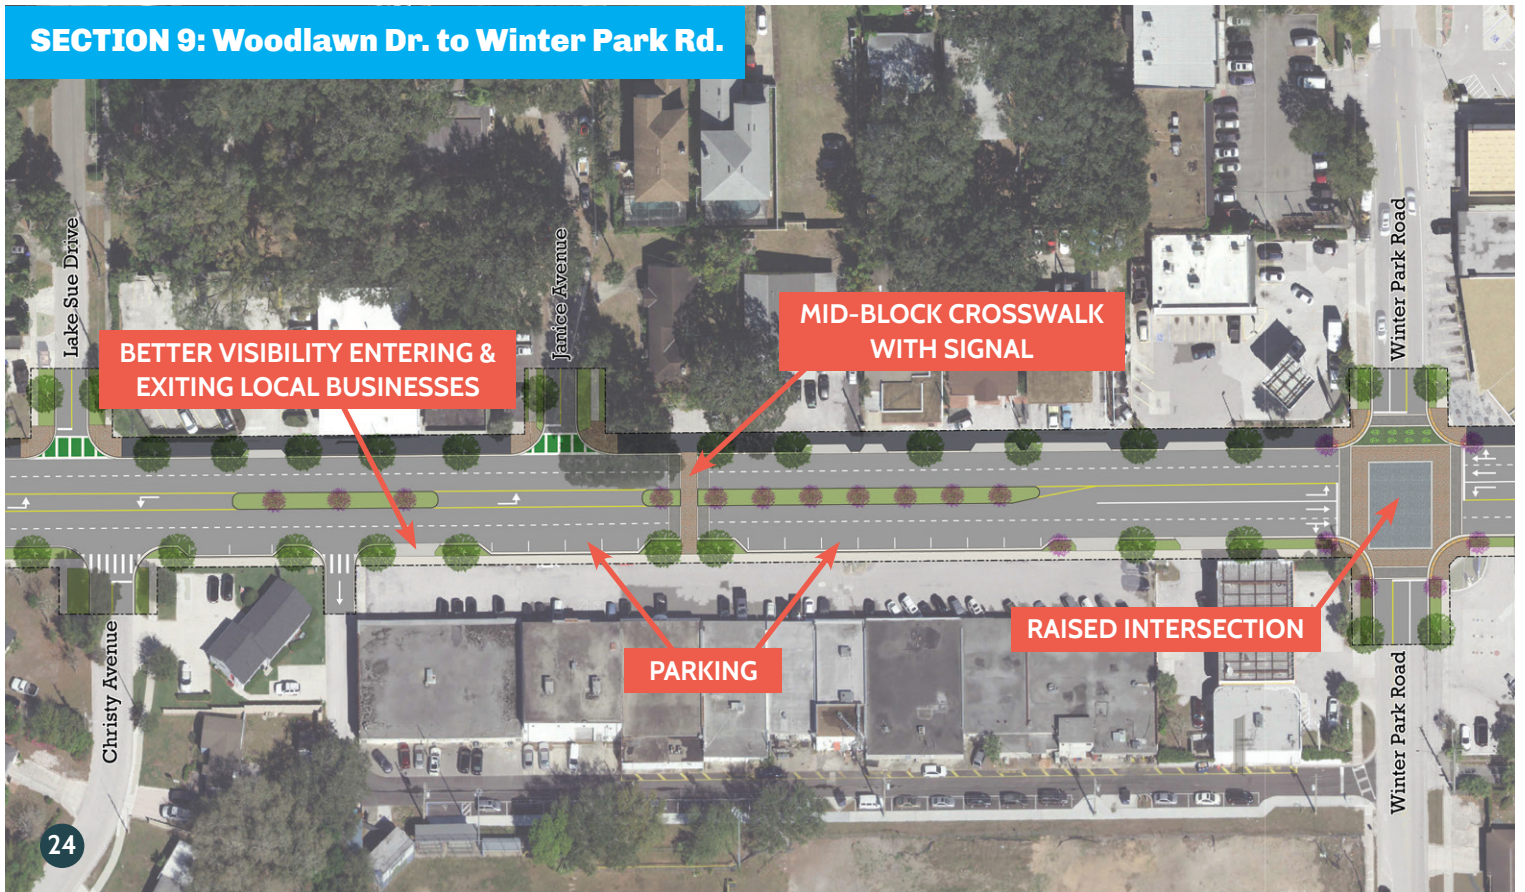 SECTION 9: Woodlawn Dr. to Winter Park Rd.
Lake Sue Drive
Janice Avenue
Winter Park Road
MID-BLOCK CROSSWALK
WITH SIGNAL
BETTER VISIBILITY ENTERING &
EXITING LOCAL BUSINESSES
RAISED INTERSECTION
PARKING
Christy Avenue
Winter Park Road
24